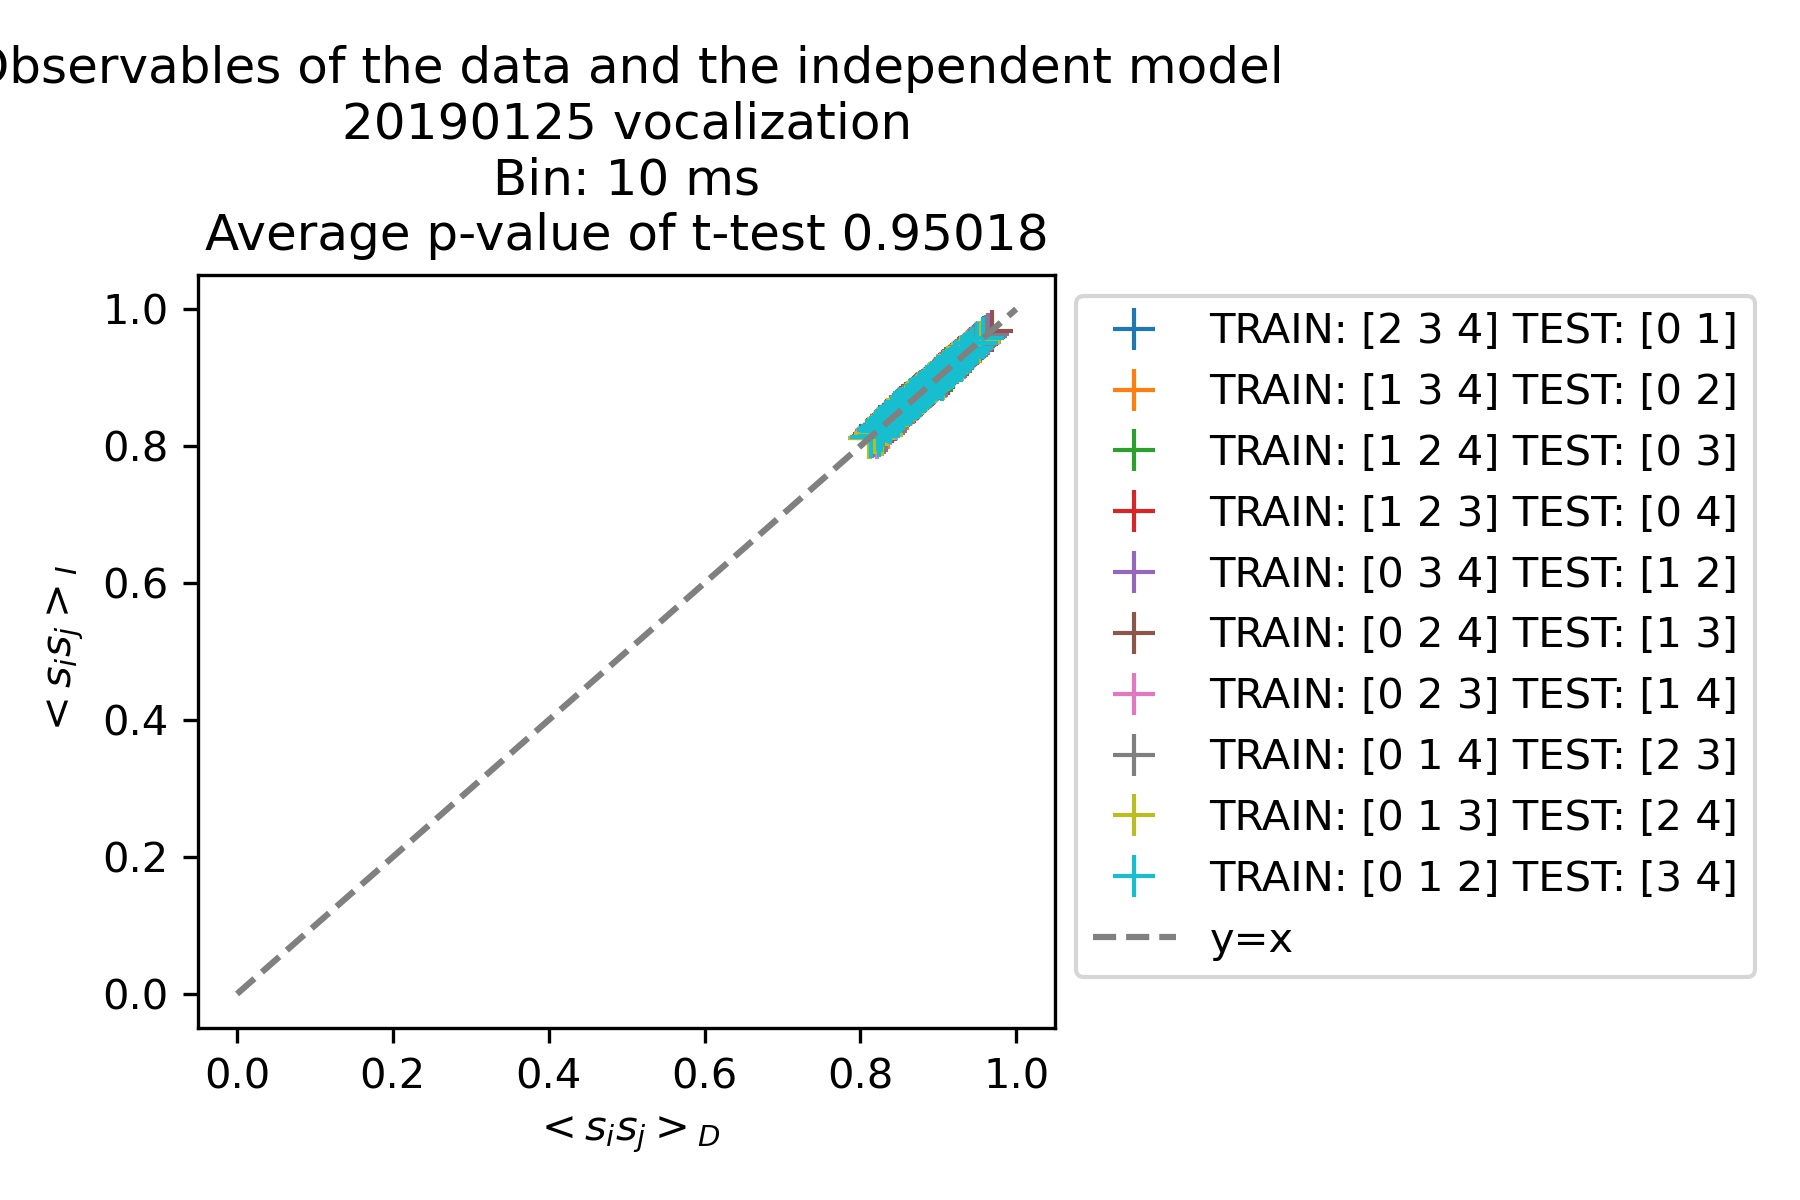 Observables of the data and the independent model
20190125 vocalization
Bin: 10 ms
Average p-value of t-test 0.95018
1.0
0.8
0.6
0.4
0.2
0.0
< s_i s_j >_I
0.0 0.2 0.4 0.6 0.8 1.0
< s_i s_j >_D
TRAIN: [2 3 4] TEST: [0 1]
TRAIN: [1 3 4] TEST: [0 2]
TRAIN: [1 2 4] TEST: [0 3]
TRAIN: [1 2 3] TEST: [0 4]
TRAIN: [0 3 4] TEST: [1 2]
TRAIN: [0 2 4] TEST: [1 3]
TRAIN: [0 2 3] TEST: [1 4]
TRAIN: [0 1 4] TEST: [2 3]
TRAIN: [0 1 3] TEST: [2 4]
TRAIN: [0 1 2] TEST: [3 4]
y=x